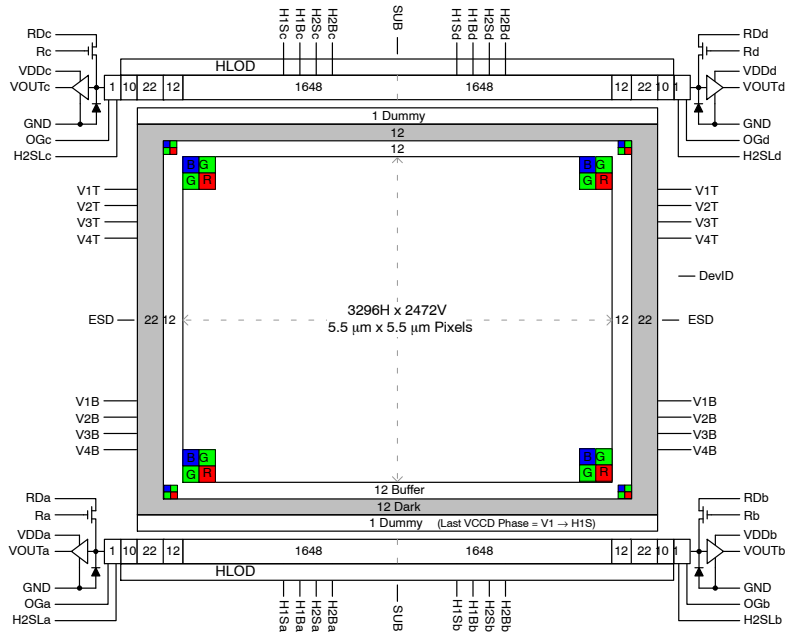 H1Sc H1Bc H2Sc H2Bc SUB H1Sd H1Bd H2Sd H2Bd
RDc RDd
Rc Rd
HLOD
VDDc VDDd
VOUTc 1 10 22 12 1648 1648 12 22 10 1 VOUTd
GND GND
1 Dummy
OGc OGd
12
H2SLc 12 H2SLd
B G B G
G R G R
V1T V1T
V2T V2T
V3T V3T
V4T V4T
DevID
3296H x 2472V
ESD 22 12 12 22 ESD
5.5 μm x 5.5 μm Pixels
V1B V1B
V2B V2B
V3B V3B
V4B V4B
B G B G
G R G R
12 Buffer
RDa RDb
12 Dark
Ra Rb
1 Dummy (Last VCCD Phase = V1 → H1S)
VDDa VDDb
VOUTa 1 10 22 12 1648 1648 12 22 10 1 VOUTb
HLOD
GND GND
OGa OGb
H2SLa H2SLb
H1Sa H1Ba H2Sa H2Ba SUB H1Sb H1Bb H2Sb H2Bb